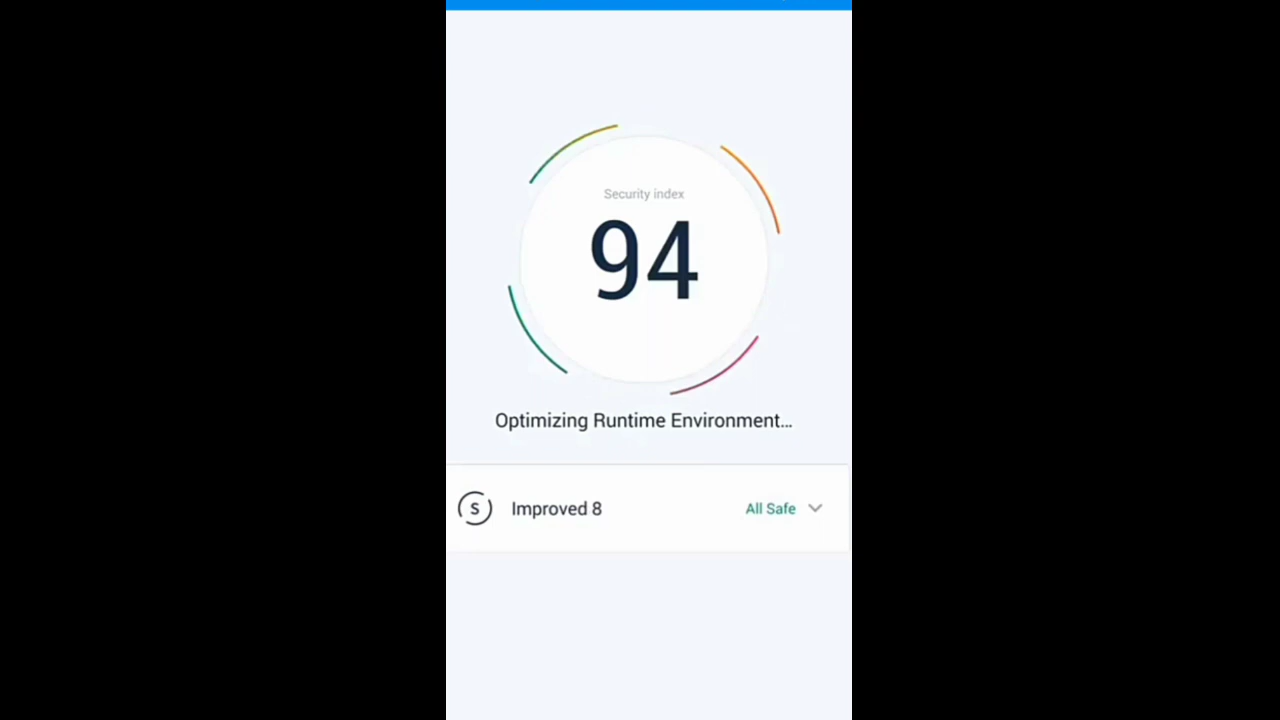 Security index
94
Optimizing Runtime Environment...
S Improved 8 All Safe